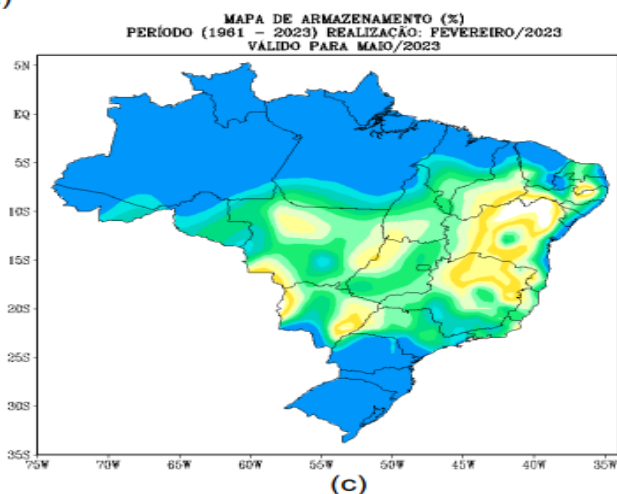 )
MAPA DE ARMAZENAMENTO (%)
PERÍODO (1961 – 2023) REALIZAÇÃO: FEVEREIRO/2023
VÁLIDO PARA MAIO/2023
5N
EQ
5S
10S
15S
20S
25S
30S
35S
75W 70W 65W 60W 55W 50W 45W 40W 35W
(c)